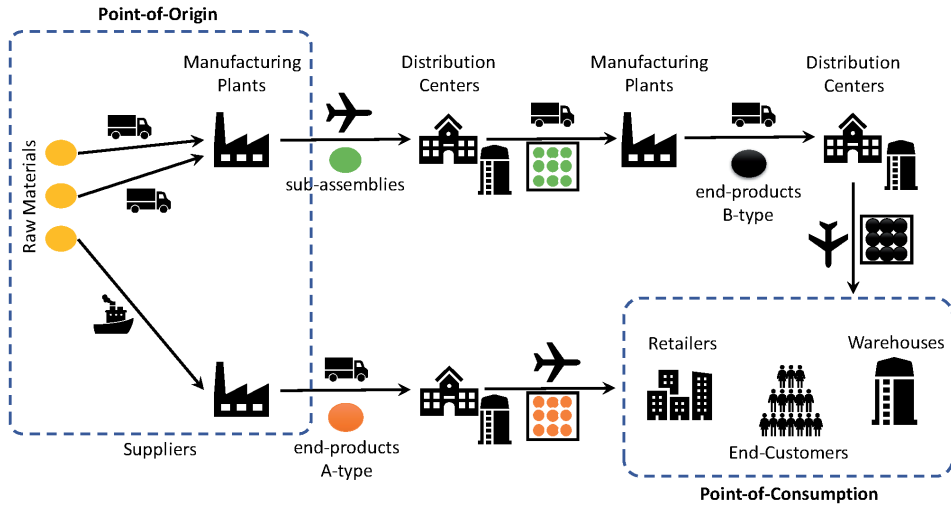 Point-of-Origin
Manufacturing
Plants
Distribution
Centers
Manufacturing
Plants
Distribution
Centers
Raw Materials
sub-assemblies
end-products
B-type
Retailers
Warehouses
Suppliers
end-products
A-type
End-Customers
Point-of-Consumption